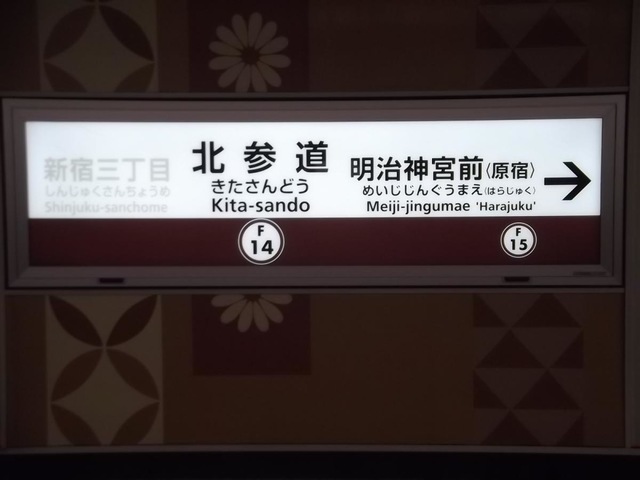 新宿三丁目
しんじゅくさんちょうめ
Shinjuku-sanchome
北参道
きたさんどう
Kita-sando
F
14
明治神宮前〈原宿〉
めいじじんぐうまえ〈はらじゅく〉
Meiji-jingumae 'Harajuku'
F
15